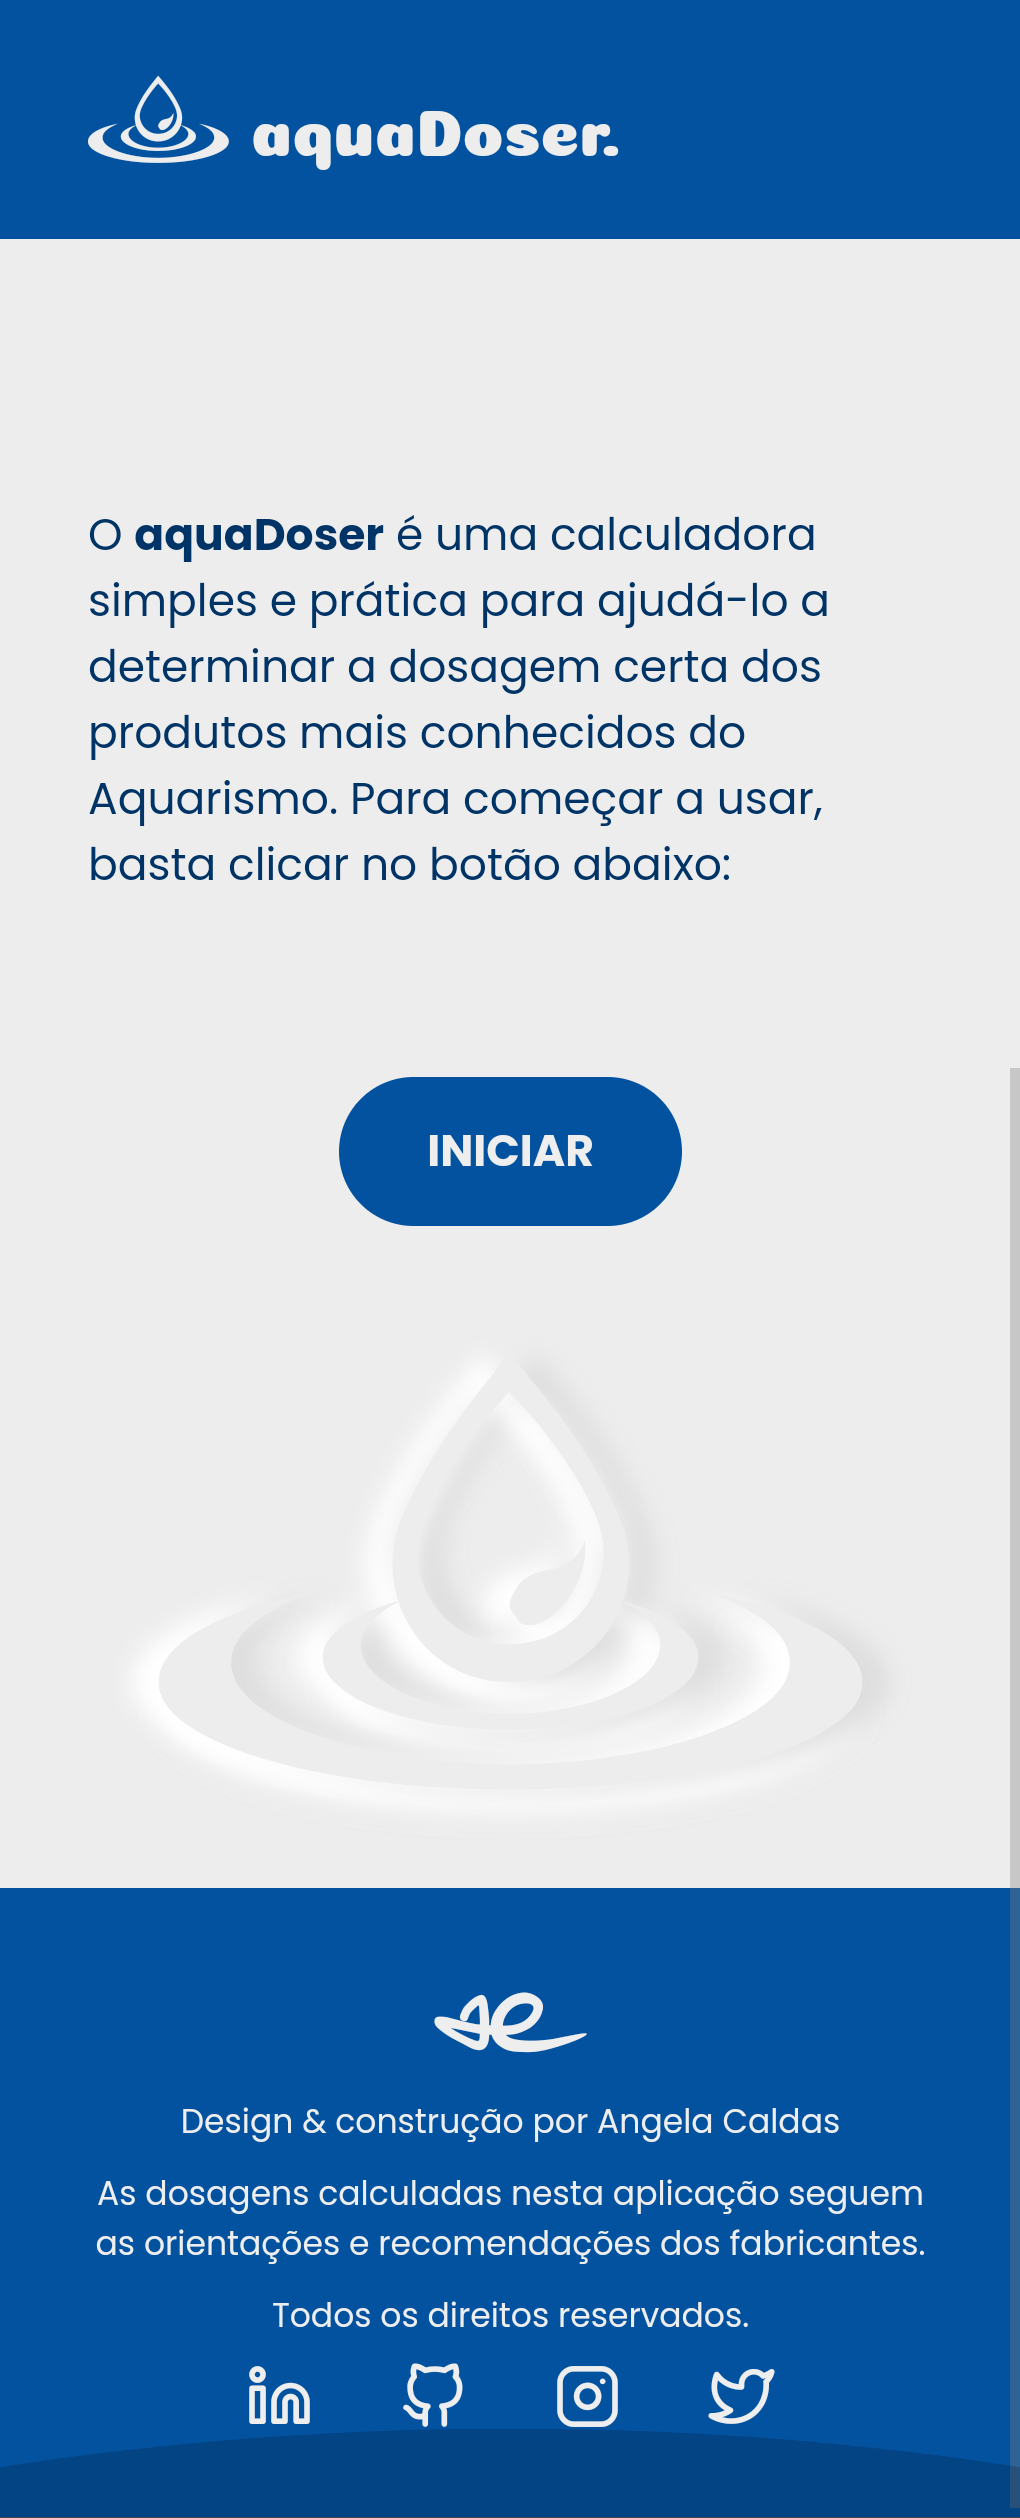 aquaDoser.
O aquaDoser é uma calculadora
simples e prática para ajudá-lo a
determinar a dosagem certa dos
produtos mais conhecidos do
Aquarismo. Para começar a usar,
basta clicar no botão abaixo:
INICIAR
Design & construção por Angela Caldas
As dosagens calculadas nesta aplicação seguem
as orientações e recomendações dos fabricantes.
Todos os direitos reservados.